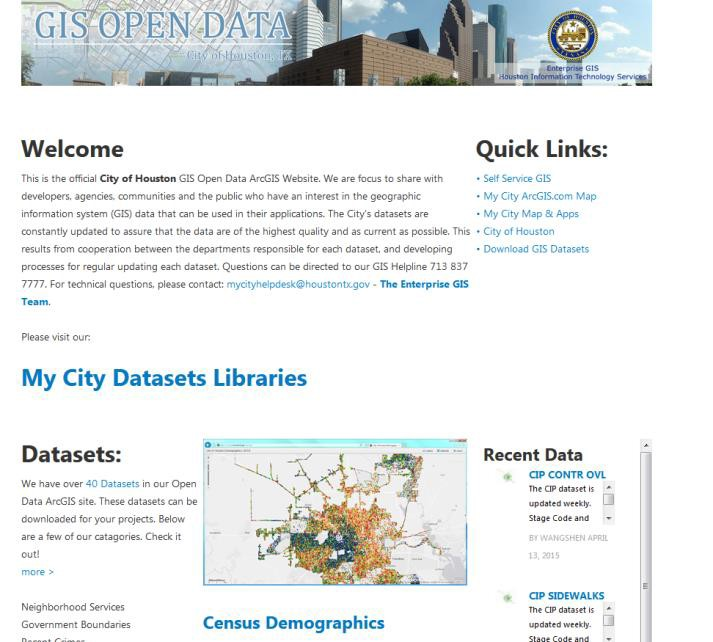 GIS OPEN DATA
City of Houston, TX
Enterprise GIS
Houston Information Technology Services
Welcome
This is the official City of Houston GIS Open Data ArcGIS Website. We are focus to share with
developers, agencies, communities and the public who have an interest in the geographic
information system (GIS) data that can be used in their applications. The City's datasets are
constantly updated to assure that the data are of the highest quality and as current as possible. This
results from cooperation between the departments responsible for each dataset, and developing
processes for regular updating each dataset. Questions can be directed to our GIS Helpline 713 837
7777. For technical questions, please contact: mycityhelpdesk@houstontx.gov - The Enterprise GIS
Team.
Please visit our:
My City Datasets Libraries
Quick Links:
• Self Service GIS
• My City ArcGIS.com Map
• My City Map & Apps
• City of Houston
• Download GIS Datasets
Datasets:
We have over 40 Datasets in our Open
Data ArcGIS site. These datasets can be
downloaded for your projects. Below
are a few of our catagories. Check it
out!
more >
Neighborhood Services
Government Boundaries
Recent Crimes
Census Demographics
Recent Data
CIP CONTR OVL
The CIP dataset is
updated weekly.
Stage Code and
BY WANGSHEN APRIL
13, 2015
CIP SIDEWALKS
The CIP dataset is
updated weekly.
Stage Code and